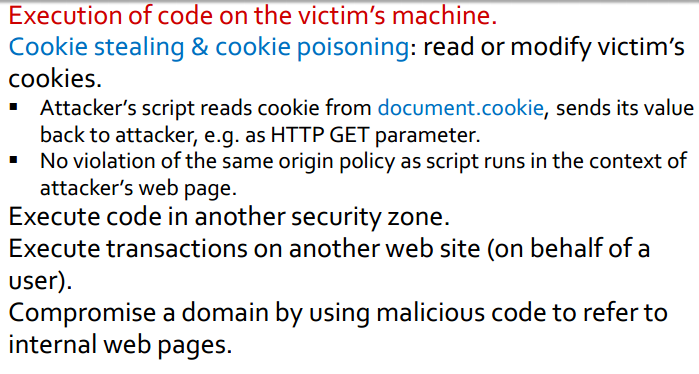 Execution of code on the victim’s machine.
Cookie stealing & cookie poisoning: read or modify victim’s
cookies.
▪ Attacker’s script reads cookie from document.cookie, sends its value
back to attacker, e.g. as HTTP GET parameter.
▪ No violation of the same origin policy as script runs in the context of
attacker’s web page.
Execute code in another security zone.
Execute transactions on another web site (on behalf of a
user).
Compromise a domain by using malicious code to refer to
internal web pages.